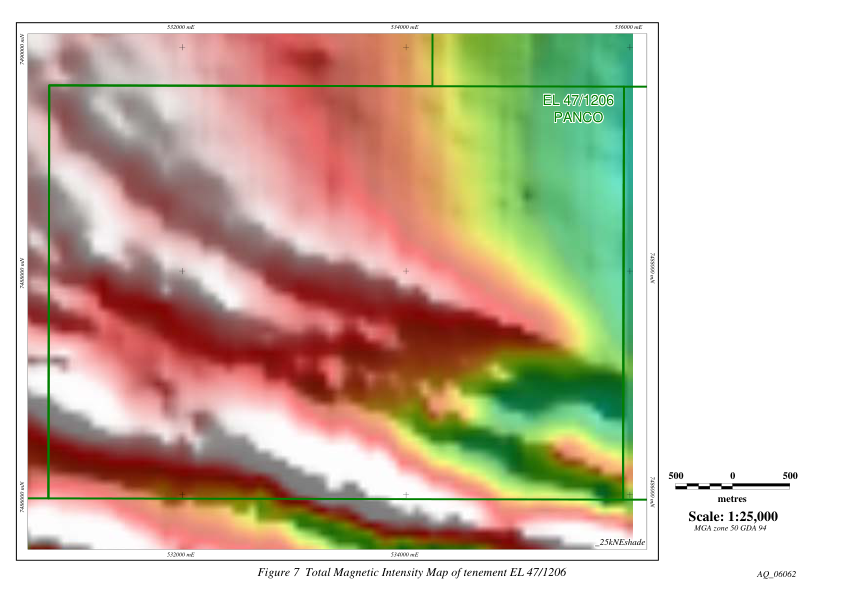 532000 mE
534000 mE
536000 mE
7490000 mN
EL 47/1206
PANCO
7488000 mN
7488000 mN
7486000 mN
7486000 mN
500
0
500
metres
Scale: 1:25,000
MGA zone 50 GDA 94
_25kNEshade
532000 mE
534000 mE
Figure 7 Total Magnetic Intensity Map of tenement EL 47/1206
AQ_06062